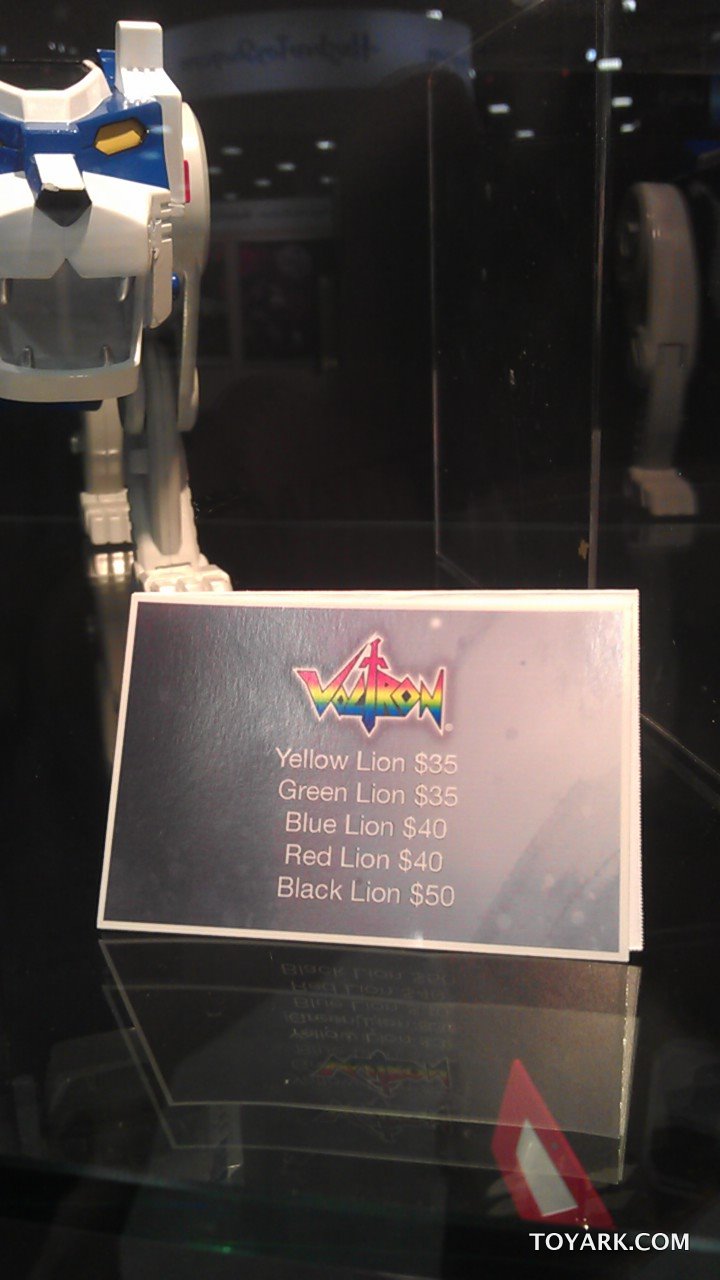 VOLTRON
Yellow Lion $35
Green Lion $35
Blue Lion $40
Red Lion $40
Black Lion $50
TOYARK.COM